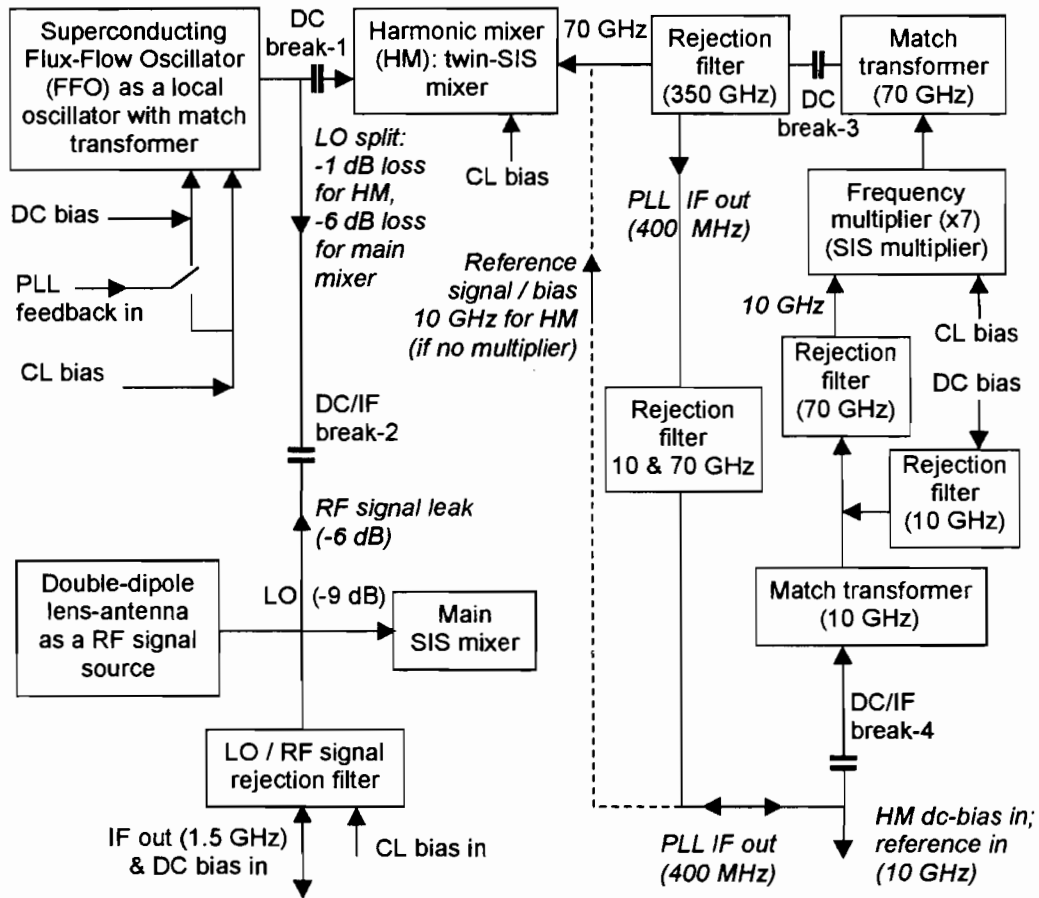 Superconducting
Flux-Flow Oscillator
(FFO) as a local
oscillator with match
transformer
DC
break-1
Harmonic mixer
(HM): twin-SIS
mixer
70 GHz
Rejection
filter
(350 GHz)
DC
break-3
Match
transformer
(70 GHz)
LO split:
-1 dB loss
for HM,
-6 dB loss
for main
mixer
CL bias
DC bias
PLL
feedback in
CL bias
PLL IF out
(400 MHz)
Frequency
multiplier (x7)
(SIS multiplier)
Reference
signal / bias
10 GHz for HM
(if no multiplier)
10 GHz
CL bias
Rejection
filter
(70 GHz)
DC bias
DC/IF
break-2
Rejection
filter
10 & 70 GHz
Rejection
filter
(10 GHz)
RF signal leak
(-6 dB)
Double-dipole
lens-antenna
as a RF signal
source
LO (-9 dB)
Main
SIS mixer
Match transformer
(10 GHz)
DC/IF
break-4
LO / RF signal
rejection filter
IF out (1.5 GHz)
& DC bias in
CL bias in
PLL IF out
(400 MHz)
HM dc-bias in;
reference in
(10 GHz)